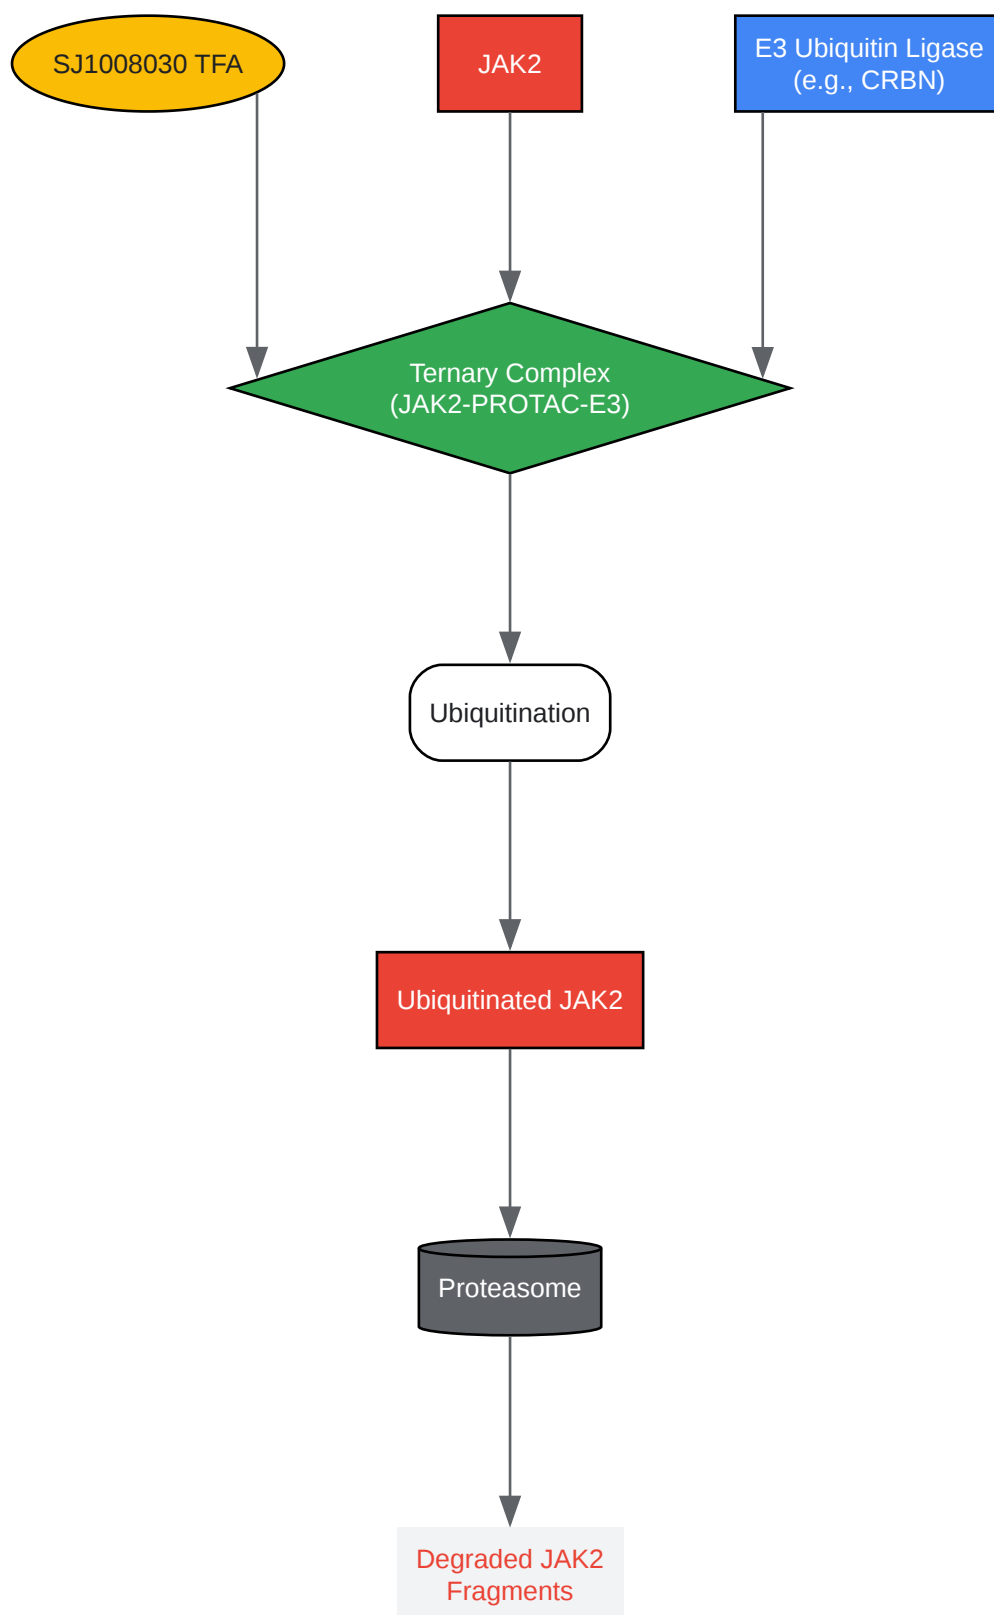 SJ1008030 TFA
JAK2
E3 Ubiquitin Ligase
(e.g., CRBN)
Ternary Complex
(JAK2-PROTAC-E3)
Ubiquitination
Ubiquitinated JAK2
Proteasome
Degraded JAK2
Fragments